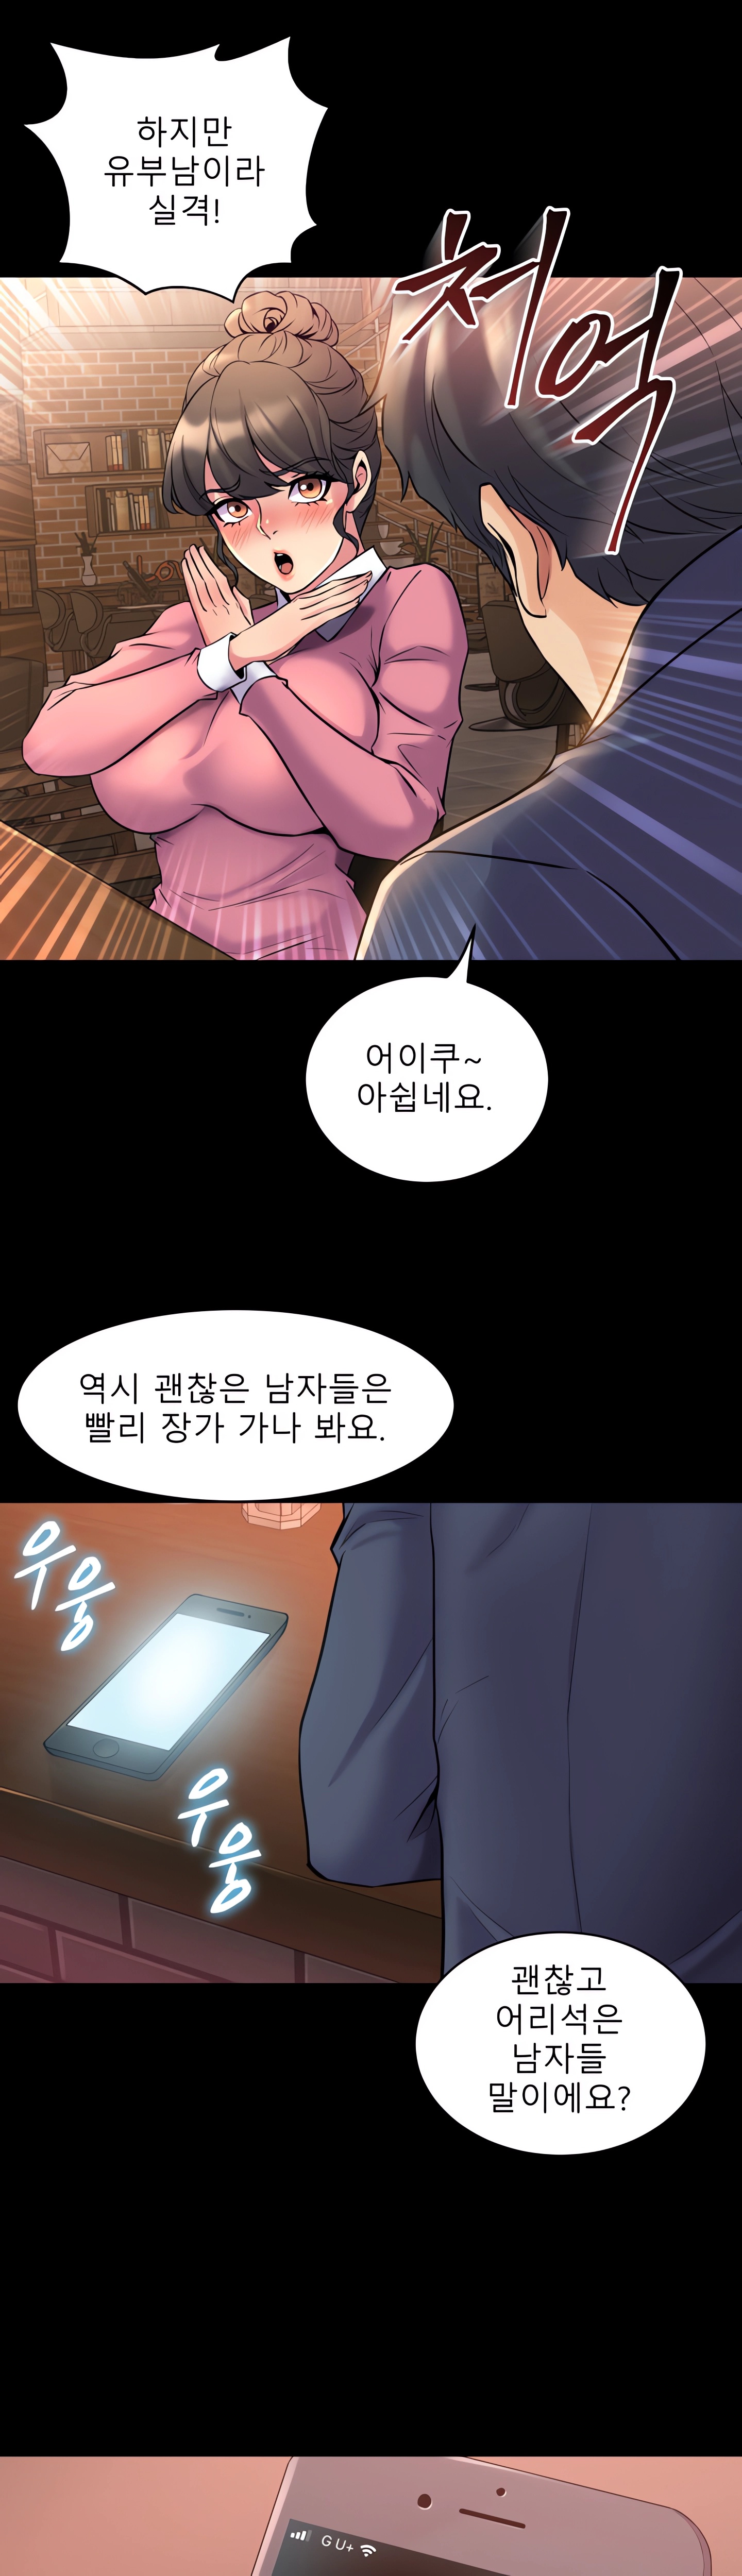 하지만
유부남이라
실격!
처억
어이쿠~
아쉽네요.
역시 괜찮은 남자들은
빨리 장가 가나 봐요.
우웅
우웅
괜찮고
어리석은
남자들
말이에요?
G U+